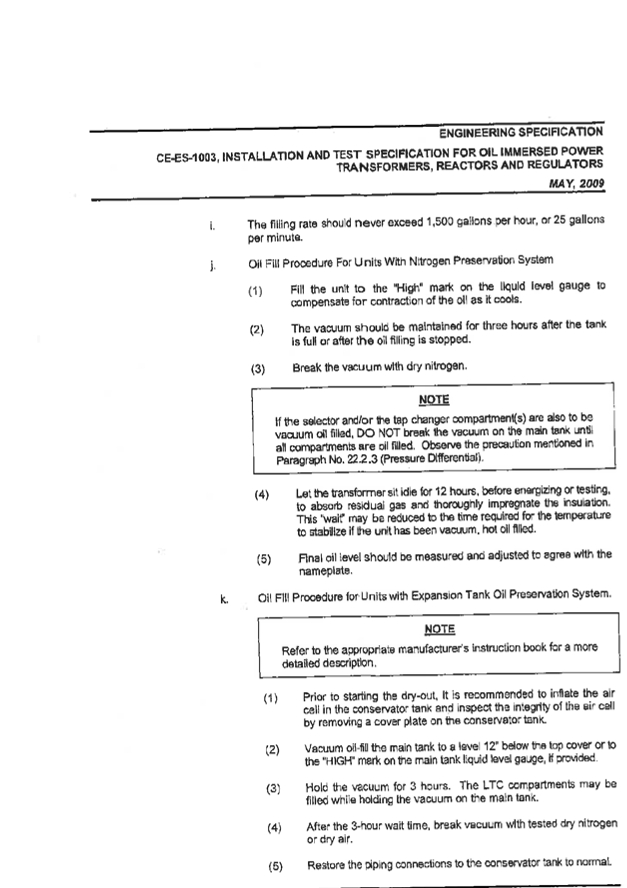 ENGINEERING SPECIFICATION
CE-ES-1003, INSTALLATION AND TEST SPECIFICATION FOR OIL IMMERSED POWER
TRANSFORMERS, REACTORS AND REGULATORS
MAY, 2009
i. The filling rate should never exceed 1,500 gallons per hour, or 25 gallons
per minute.
j. Oil Fill Procedure For Units With Nitrogen Preservation System
(1) Fill the unit to the "High" mark on the liquid level gauge to
compensate for contraction of the oil as it cools.
(2) The vacuum should be maintained for three hours after the tank
is full or after the oil filling is stopped.
(3) Break the vacuum with dry nitrogen.
NOTE
If the selector and/or the tap changer compartment(s) are also to be
vacuum oil filled, DO NOT break the vacuum on the main tank until
all compartments are oil filled. Observe the precaution mentioned in
Paragraph No. 22.2.3 (Pressure Differential).
(4) Let the transformer sit idle for 12 hours, before energizing or testing,
to absorb residual gas and thoroughly impregnate the insulation.
This "wait" may be reduced to the time required for the temperature
to stabilize if the unit has been vacuum, hot oil filled.
(5) Final oil level should be measured and adjusted to agree with the
nameplate.
k. Oil Fill Procedure for Units with Expansion Tank Oil Preservation System.
NOTE
Refer to the appropriate manufacturer's instruction book for a more
detailed description.
(1) Prior to starting the dry-out, it is recommended to inflate the air
cell in the conservator tank and inspect the integrity of the air cell
by removing a cover plate on the conservator tank.
(2) Vacuum oil-fill the main tank to a level 12" below the top cover or to
the "HIGH" mark on the main tank liquid level gauge, if provided.
(3) Hold the vacuum for 3 hours. The LTC compartments may be
filled while holding the vacuum on the main tank.
(4) After the 3-hour wait time, break vacuum with tested dry nitrogen
or dry air.
(5) Restore the piping connections to the conservator tank to normal.